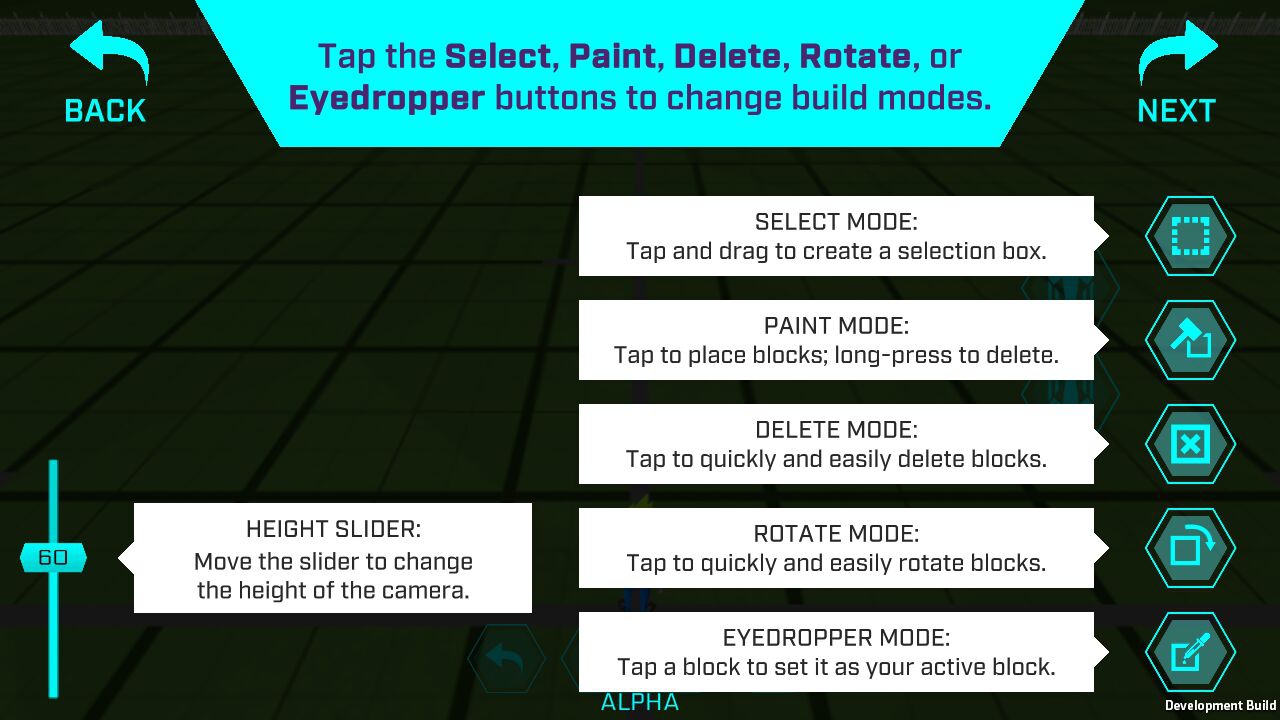 Tap the Select, Paint, Delete, Rotate, or
Eyedropper buttons to change build modes.
BACK
NEXT
SELECT MODE:
Tap and drag to create a selection box.
PAINT MODE:
Tap to place blocks; long-press to delete.
DELETE MODE:
Tap to quickly and easily delete blocks.
HEIGHT SLIDER:
Move the slider to change
the height of the camera.
60
ROTATE MODE:
Tap to quickly and easily rotate blocks.
EYEDROPPER MODE:
Tap a block to set it as your active block.
ALPHA
Development Build